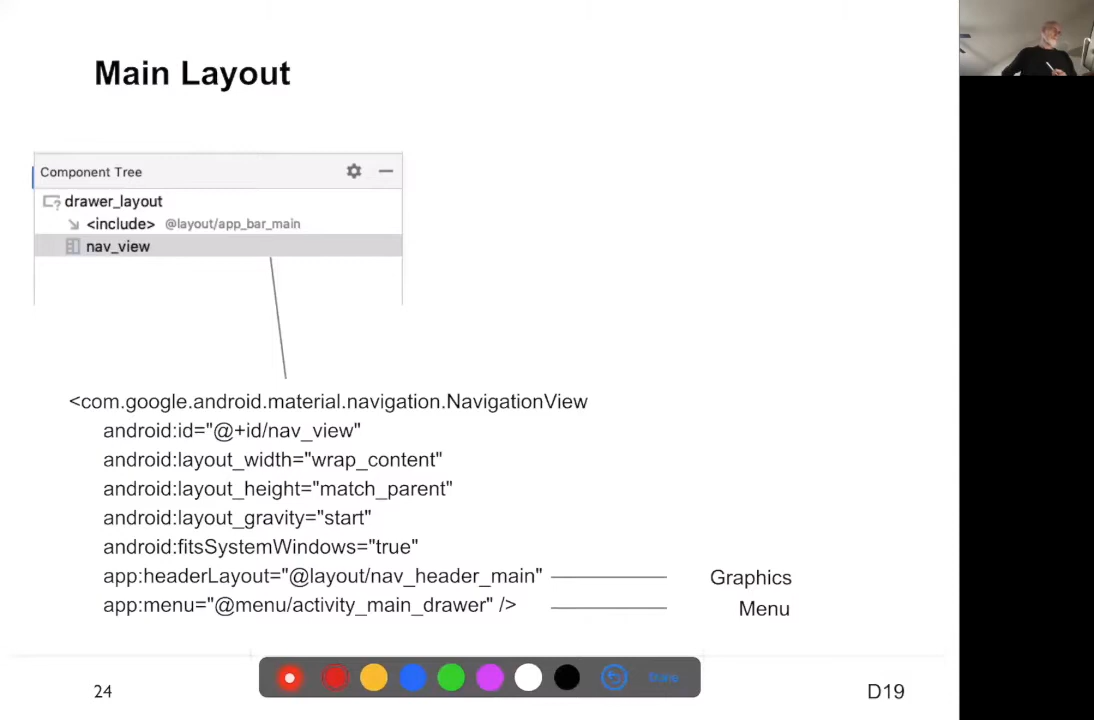 Main Layout
Component Tree
drawer_layout
<include> @layout/app_bar_main
nav_view
<com.google.android.material.navigation.NavigationView
android:id="@+id/nav_view"
android:layout_width="wrap_content"
android:layout_height="match_parent"
android:layout_gravity="start"
android:fitsSystemWindows="true"
app:headerLayout="@layout/nav_header_main" Graphics
app:menu="@menu/activity_main_drawer" /> Menu
24
D19